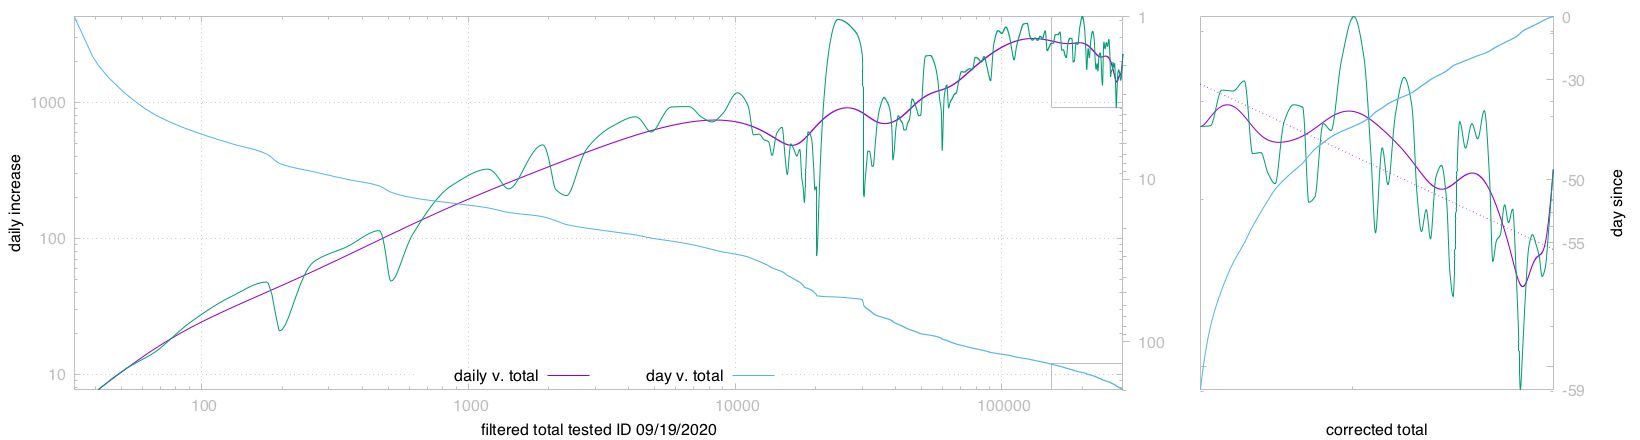 1 0
1000 -30
daily increase 10 -50 day since
100 -55
100
10 daily v. total day v. total -59
100 1000 10000 100000
filtered total tested ID 09/19/2020 corrected total